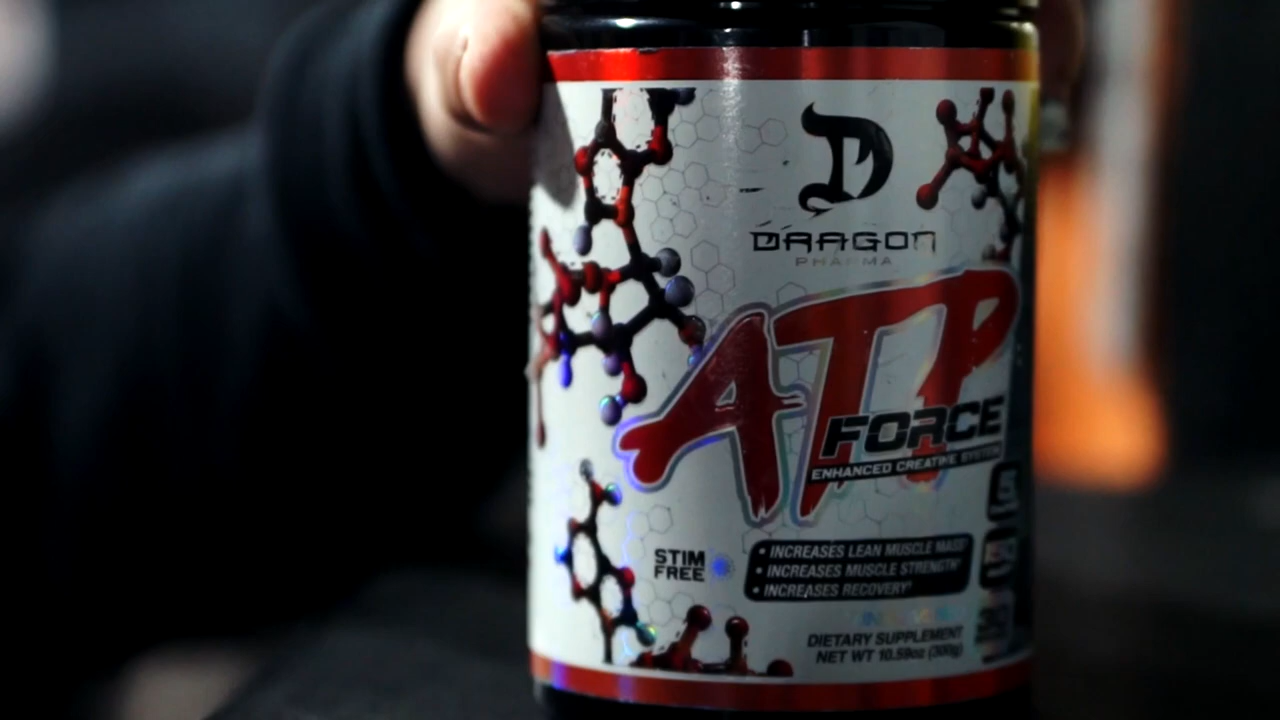 D
DRAGON
PHARMA
ATP
FORCE
ENHANCED CREATINE SYSTEM
STIM
FREE
• INCREASES LEAN MUSCLE MASS†
• INCREASES MUSCLE STRENGTH†
• INCREASES RECOVERY†
DIETARY SUPPLEMENT
NET WT 10.59oz (300g)